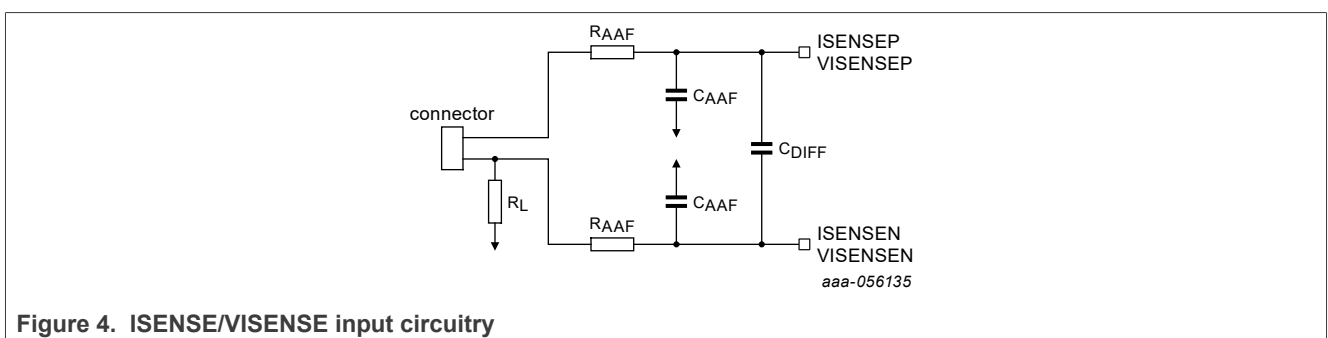 RAAF
ISENSEP
VISENSEP
CAAF
connector
CDIFF
RL
CAAF
RAAF
ISENSEN
VISENSEN
aaa-056135
Figure 4. ISENSE/VISENSE input circuitry